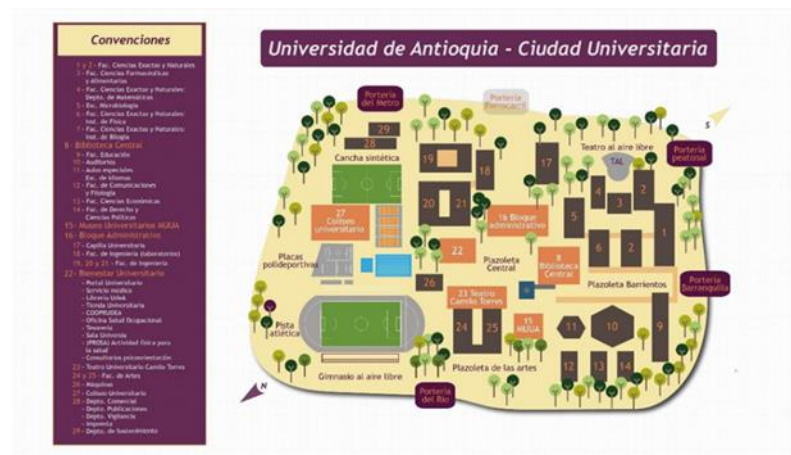 Convenciones
1 y 2 - Fac. Ciencias Exactas y Naturales
3 - Fac. Ciencias Farmacéuticas
y Alimentarias
4 - Fac. Ciencias Exactas y Naturales:
Depto. de Matemáticas
5 - Esc. Microbiología
6 - Fac. Ciencias Exactas y Naturales:
Inst. de Física
7 - Fac. Ciencias Exactas y Naturales:
Inst. de Bilogía
8 - Biblioteca Central
9 - Fac. Educación
10 - Auditorios
11 - Aulas especiales
Esc. de Idiomas
12 - Fac. de Comunicaciones
y Filología
13 - Fac. Ciencias Económicas
14 - Fac. de Derecho y
Ciencias Políticas
15 - Museo Universitarios MUUA
16 - Bloque Administrativo
17 - Capilla Universitaria
18 - Fac. de Ingeniería (laboratorios)
19, 20 y 21 - Fac. de Ingeniería
22 - Bienestar Universitario
- Portal Universitario
- Servicio médico
- Librería UdeA
- Tienda Universitaria
- COOPRUDEA
- Oficina Salud Ocupacional
- Tesorería
- Sala Universia
- (PROSA) Actividad física para
la salud
- Consultorios psicorientación
23 - Teatro Universitario Camilo Torres
24 y 25 - Fac. de Artes
26 - Máquinas
27 - Coliseo Universitario
28 - Depto. Comercial
- Depto. Publicaciones
- Depto. Vigilancia
- Imprenta
29 - Depto. de Sostenimiento
Universidad de Antioquia - Ciudad Universitaria
Portería
del Metro
Portería
Ferrocarril
S
Portería
peatonal
Teatro al aire libre
TAL
29
28
Cancha sintética
19
18
17
4
3
2
27
Coliseo
universitario
20
21
16 Bloque
administrativo
5
1
6
2
22
Placas
polideportivas
Plazoleta
Central
8
Biblioteca
Central
26
Plazoleta Barrientos
Portería
Barranquilla
23 Teatro
Camilo Torres
Pista
atlética
24
25
15
MUUA
11
10
9
12
13
14
Gimnasio al aire libre
Plazoleta de las artes
Portería
del Río
N